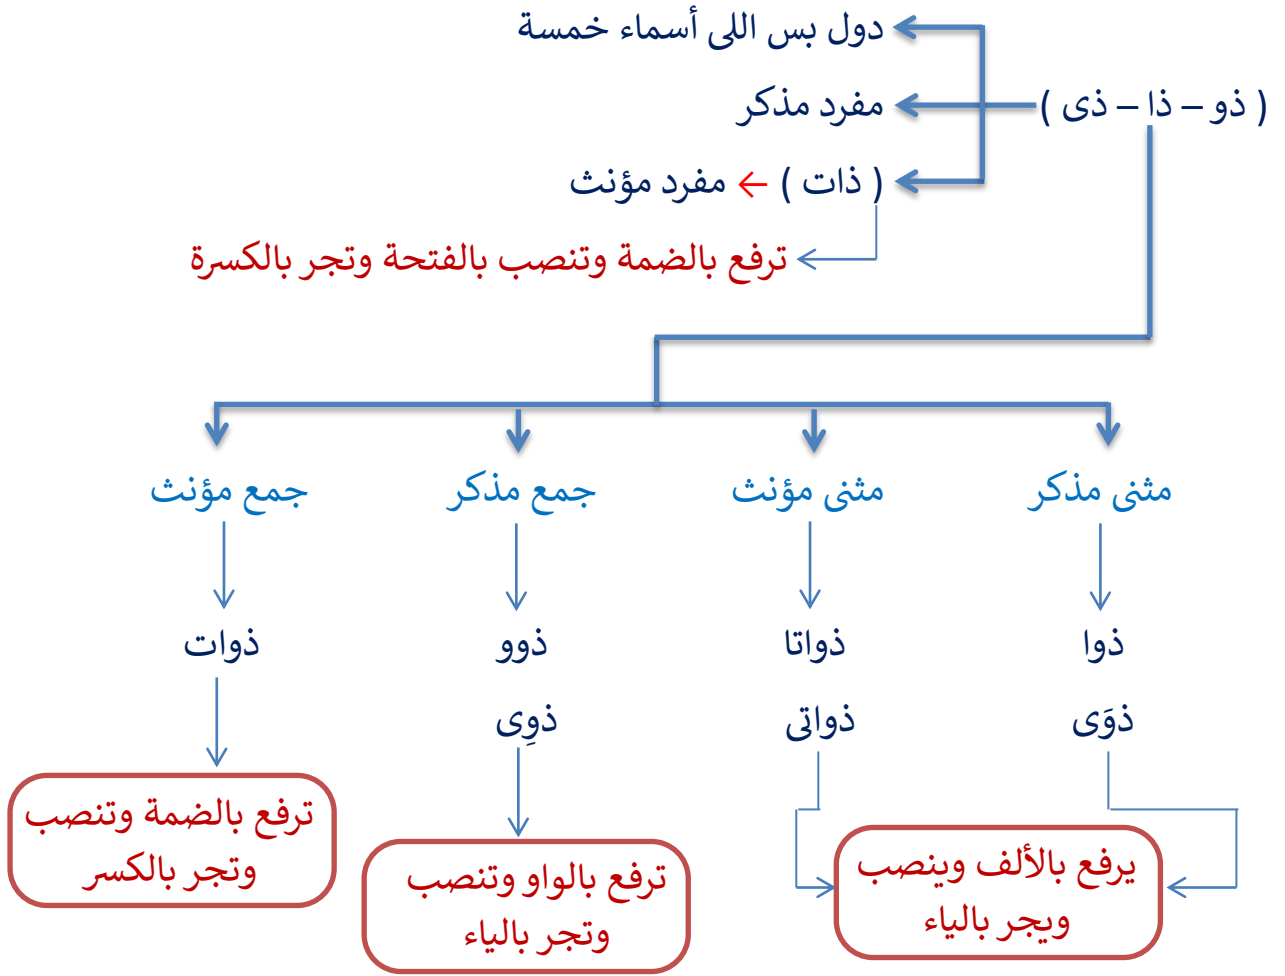 دول بس اللى أسماء خمسة
( ذو – ذا – ذى )
مفرد مذكر
( ذات ) ← مفرد مؤنث
ترفع بالضمة وتنصب بالفتحة وتجر بالكسرة
مثنى مذكر
مثنى مؤنث
جمع مذكر
جمع مؤنث
ذوا
ذواتا
ذوو
ذوات
ذوَى
ذواتى
ذوِى
يرفع بالألف وينصب
ويجر بالياء
ترفع بالواو وتنصب
وتجر بالياء
ترفع بالضمة وتنصب
وتجر بالكسر